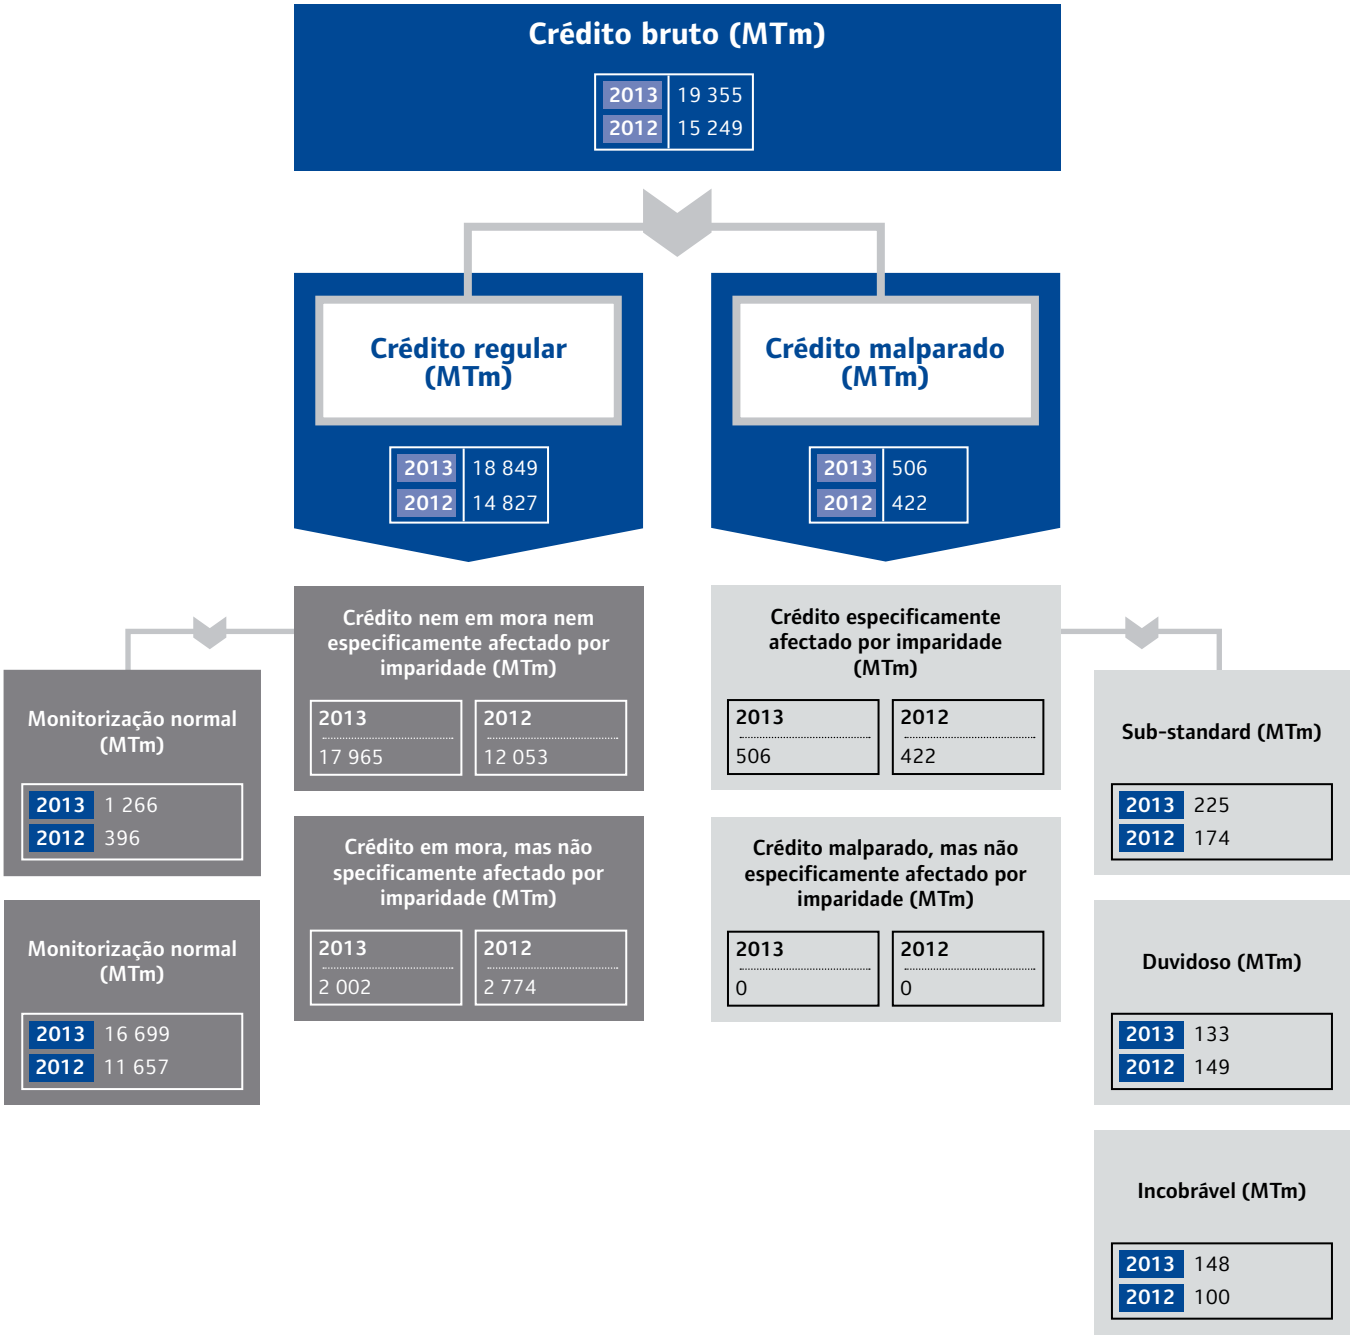 Crédito bruto (MTm)
2013 19 355
2012 15 249
Crédito regular
(MTm)
2013 18 849
2012 14 827
Crédito malparado
(MTm)
2013 506
2012 422
Crédito nem em mora nem
especificamente afectado por
imparidade (MTm)
2013 2012
17 965 12 053
Crédito em mora, mas não
specificamente afectado por
imparidade (MTm)
2013 2012
2 002 2 774
Monitorização normal
(MTm)
2013 1 266
2012 396
Monitorização normal
(MTm)
2013 16 699
2012 11 657
Crédito especificamente
afectado por imparidade
(MTm)
2013 2012
506 422
Crédito malparado, mas não
especificamente afectado por
imparidade (MTm)
2013 2012
0 0
Sub-standard (MTm)
2013 225
2012 174
Duvidoso (MTm)
2013 133
2012 149
Incobrável (MTm)
2013 148
2012 100